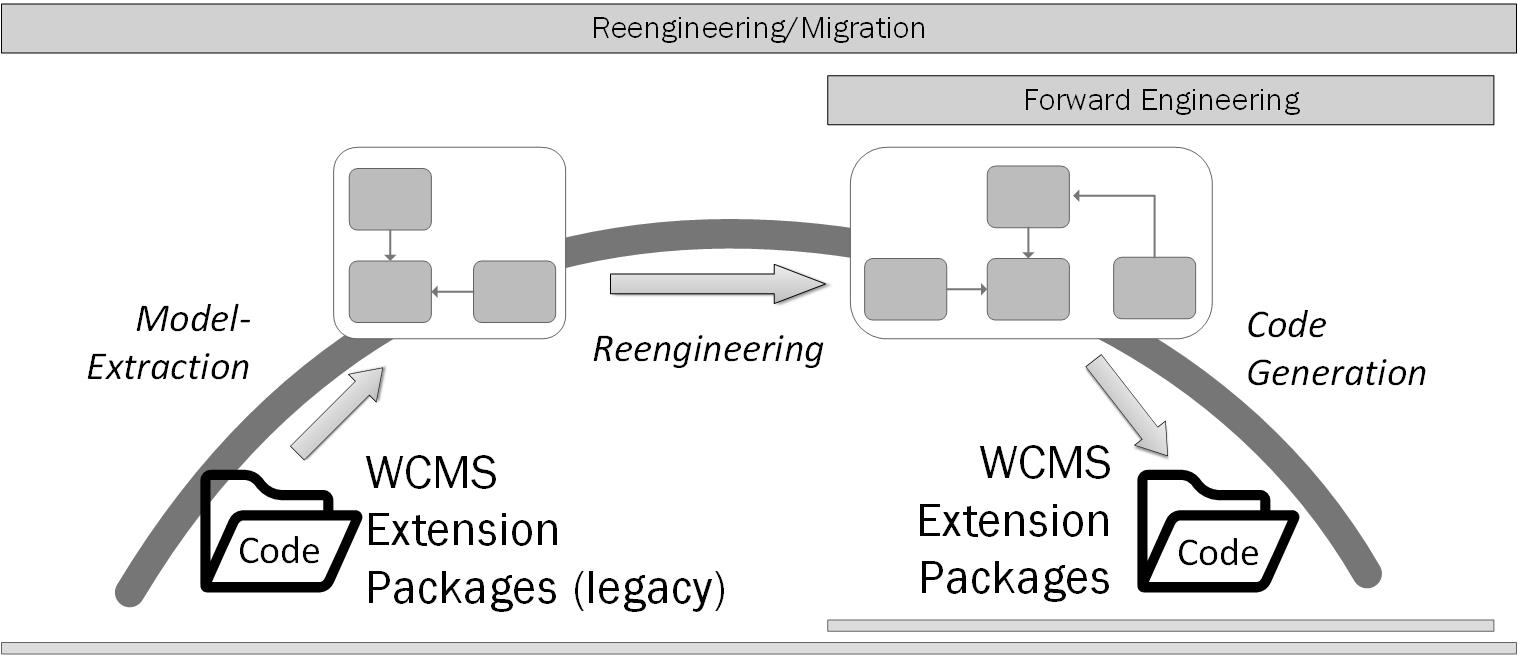 Reengineering/Migration
Forward Engineering
Model-
Extraction
Reengineering
Code
Generation
WCMS
Extension
Packages (legacy)
Code
WCMS
Extension
Packages
Code